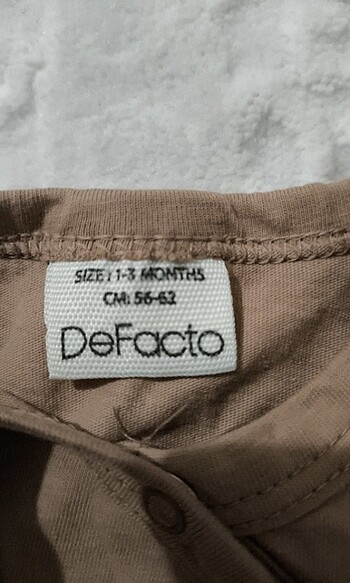 SIZE: 1-3 MONTHS
CM: 56-62
DeFacto